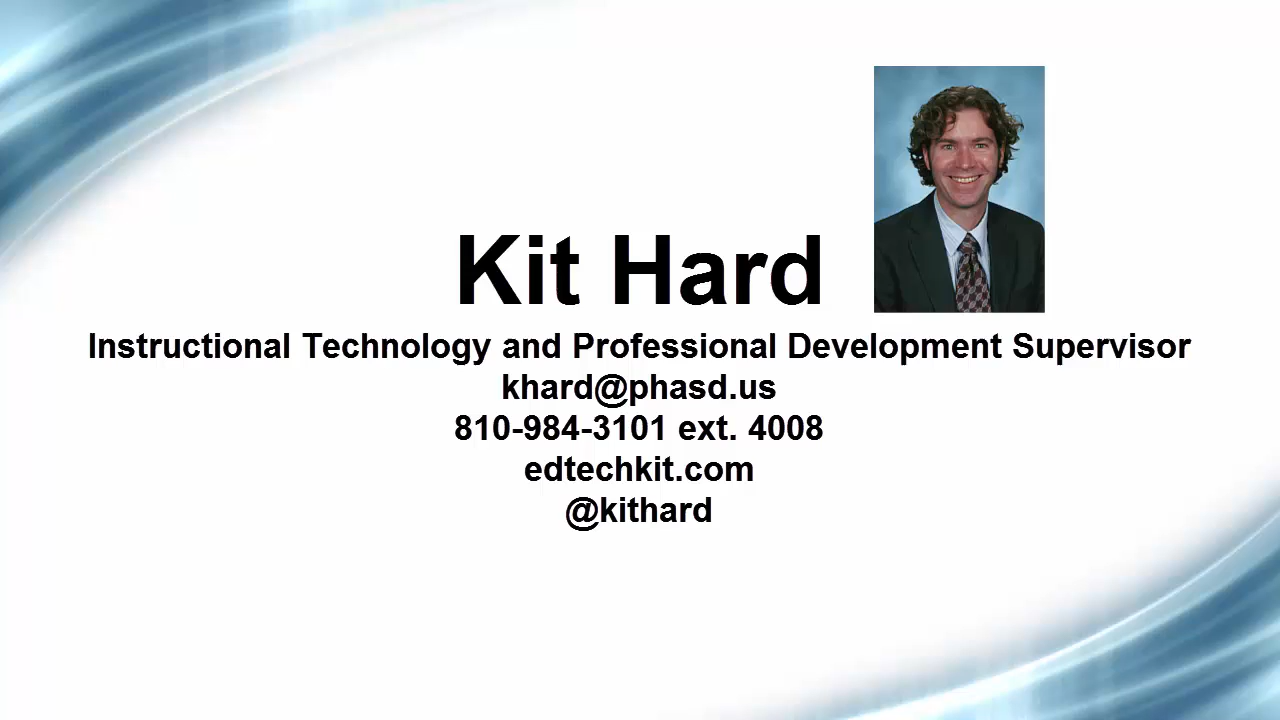 Kit Hard
Instructional Technology and Professional Development Supervisor
khard@phasd.us
810-984-3101 ext. 4008
edtechkit.com
@kithard